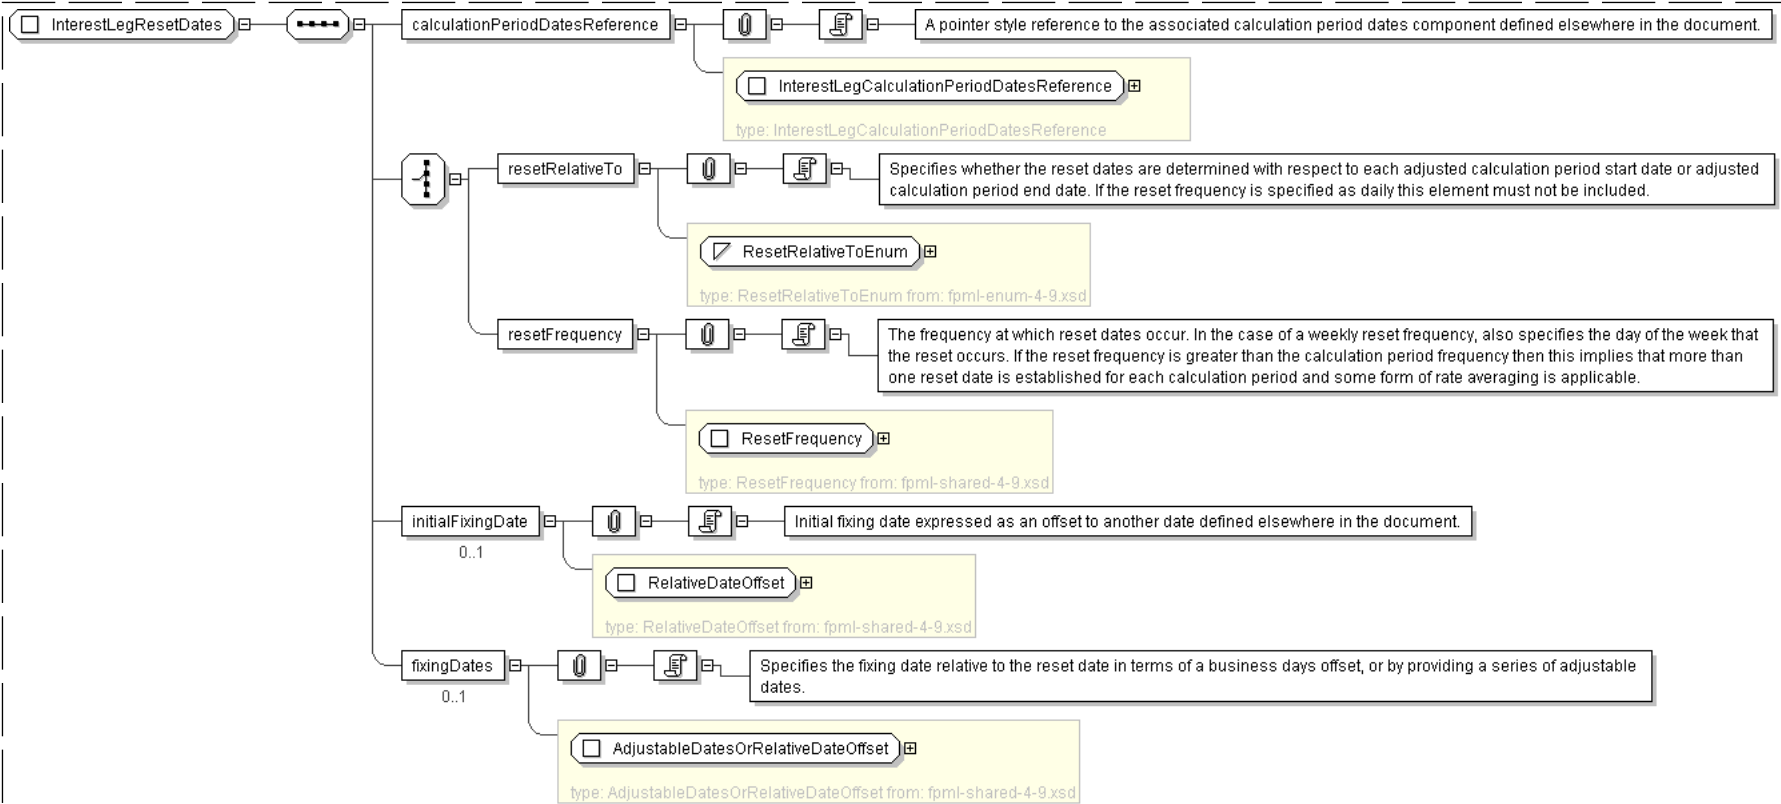 InterestLegResetDates
calculationPeriodDatesReference
A pointer style reference to the associated calculation period dates component defined elsewhere in the document.
InterestLegCalculationPeriodDatesReference
type: InterestLegCalculationPeriodDatesReference
resetRelativeTo
Specifies whether the reset dates are determined with respect to each adjusted calculation period start date or adjusted
calculation period end date. If the reset frequency is specified as daily this element must not be included.
ResetRelativeToEnum
type: ResetRelativeToEnum from: fpml-enum-4-9.xsd
resetFrequency
The frequency at which reset dates occur. In the case of a weekly reset frequency, also specifies the day of the week that
the reset occurs. If the reset frequency is greater than the calculation period frequency then this implies that more than
one reset date is established for each calculation period and some form of rate averaging is applicable.
ResetFrequency
type: ResetFrequency from: fpml-shared-4-9.xsd
initialFixingDate
Initial fixing date expressed as an offset to another date defined elsewhere in the document.
0..1
RelativeDateOffset
type: RelativeDateOffset from: fpml-shared-4-9.xsd
fixingDates
Specifies the fixing date relative to the reset date in terms of a business days offset, or by providing a series of adjustable
dates.
0..1
AdjustableDatesOrRelativeDateOffset
type: AdjustableDatesOrRelativeDateOffset from: fpml-shared-4-9.xsd